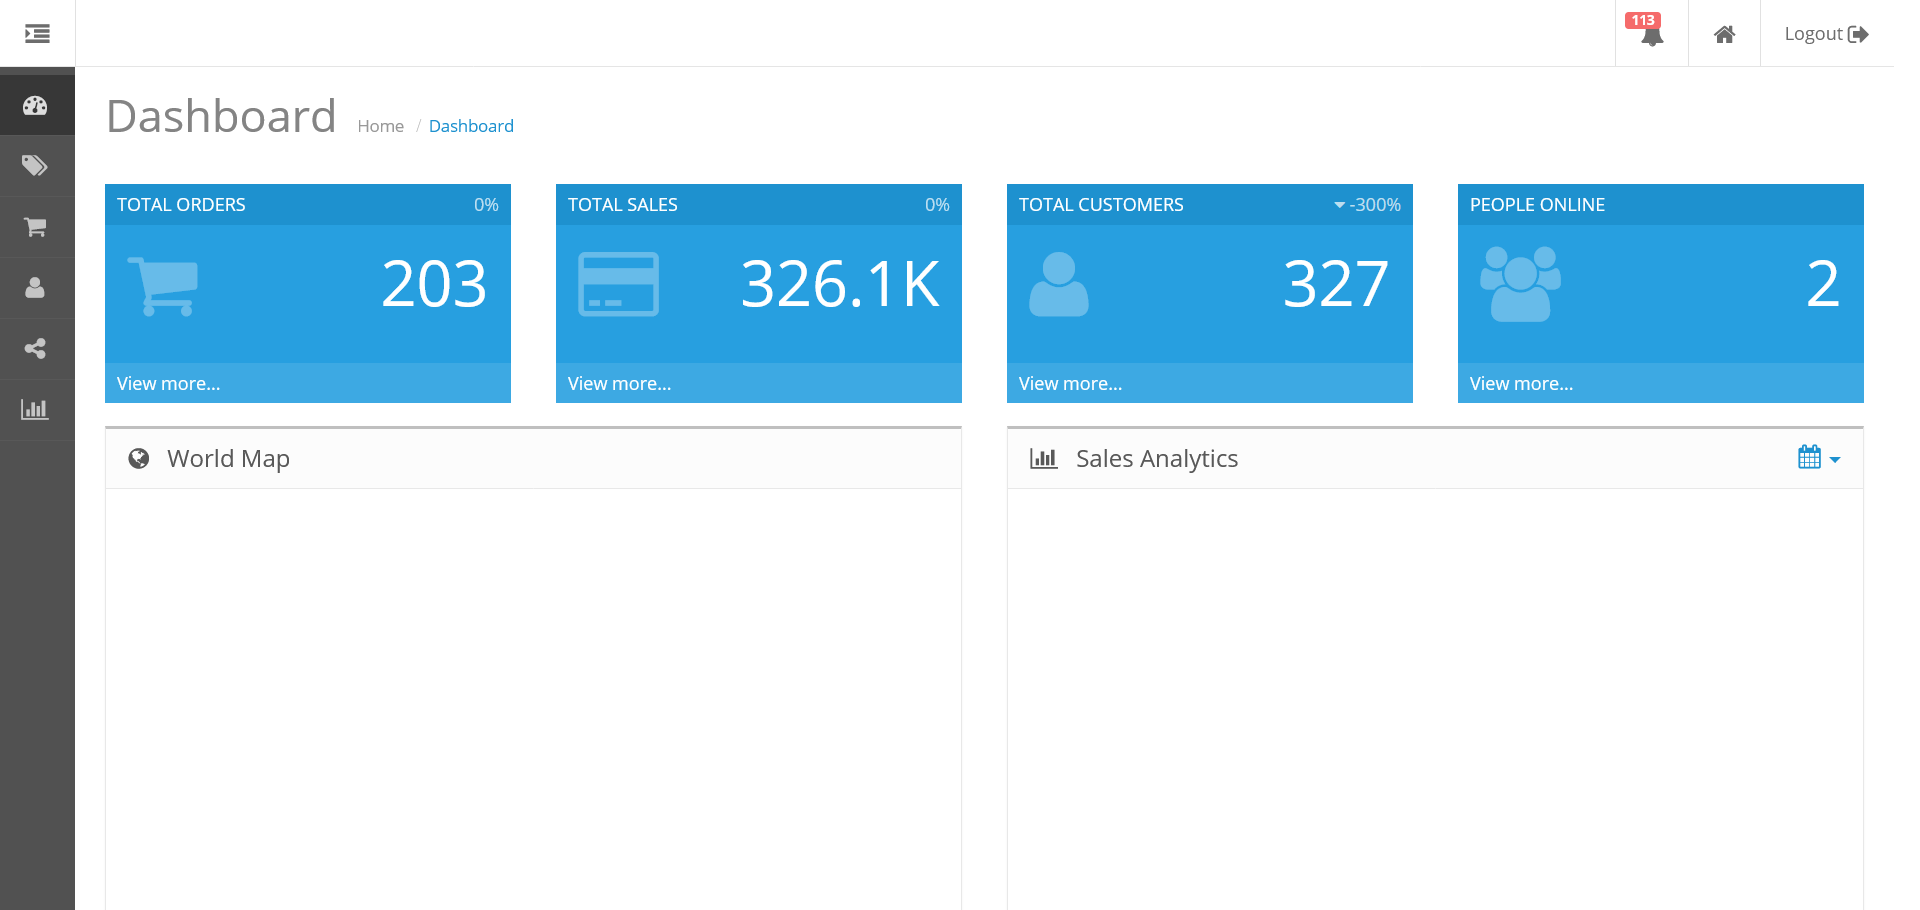 113
Logout
Dashboard
Home / Dashboard
TOTAL ORDERS 0%
203
View more...
TOTAL SALES 0%
326.1K
View more...
TOTAL CUSTOMERS -300%
327
View more...
PEOPLE ONLINE
2
View more...
World Map
Sales Analytics